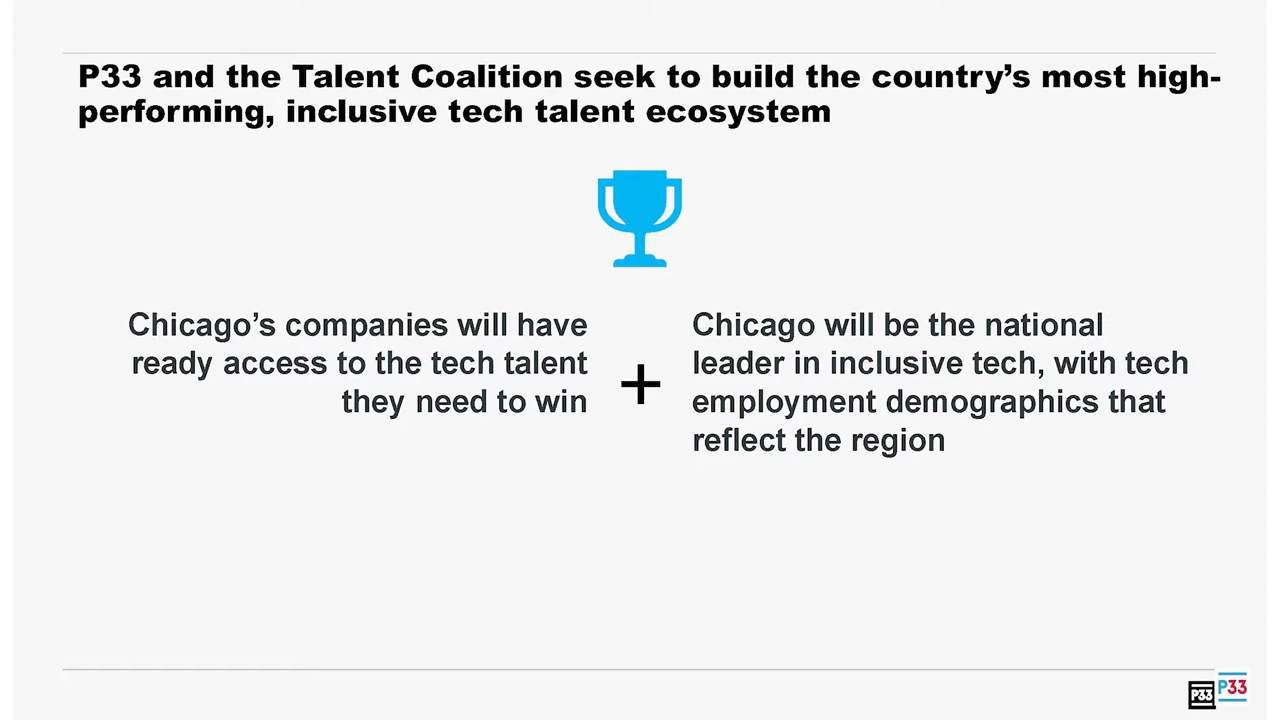 P33 and the Talent Coalition seek to build the country’s most high-
performing, inclusive tech talent ecosystem
Chicago’s companies will have
ready access to the tech talent
they need to win
+
Chicago will be the national
leader in inclusive tech, with tech
employment demographics that
reflect the region
P33
P33